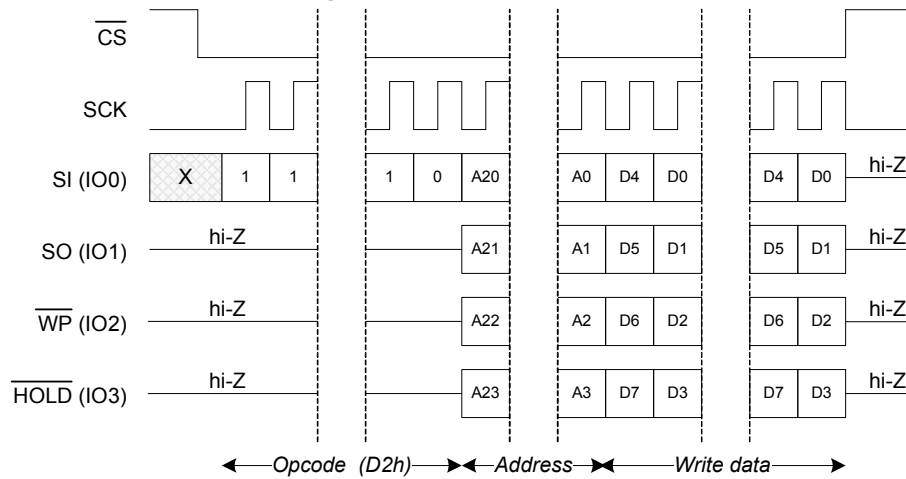 CS
SCK
SI (IO0) X 1 1 1 0 A20 A0 D4 D0 D4 D0 hi-Z
SO (IO1) hi-Z A21 A1 D5 D1 D5 D1 hi-Z
WP (IO2) hi-Z A22 A2 D6 D2 D6 D2 hi-Z
HOLD (IO3) hi-Z A23 A3 D7 D3 D7 D3 hi-Z
Opcode (D2h) Address Write data